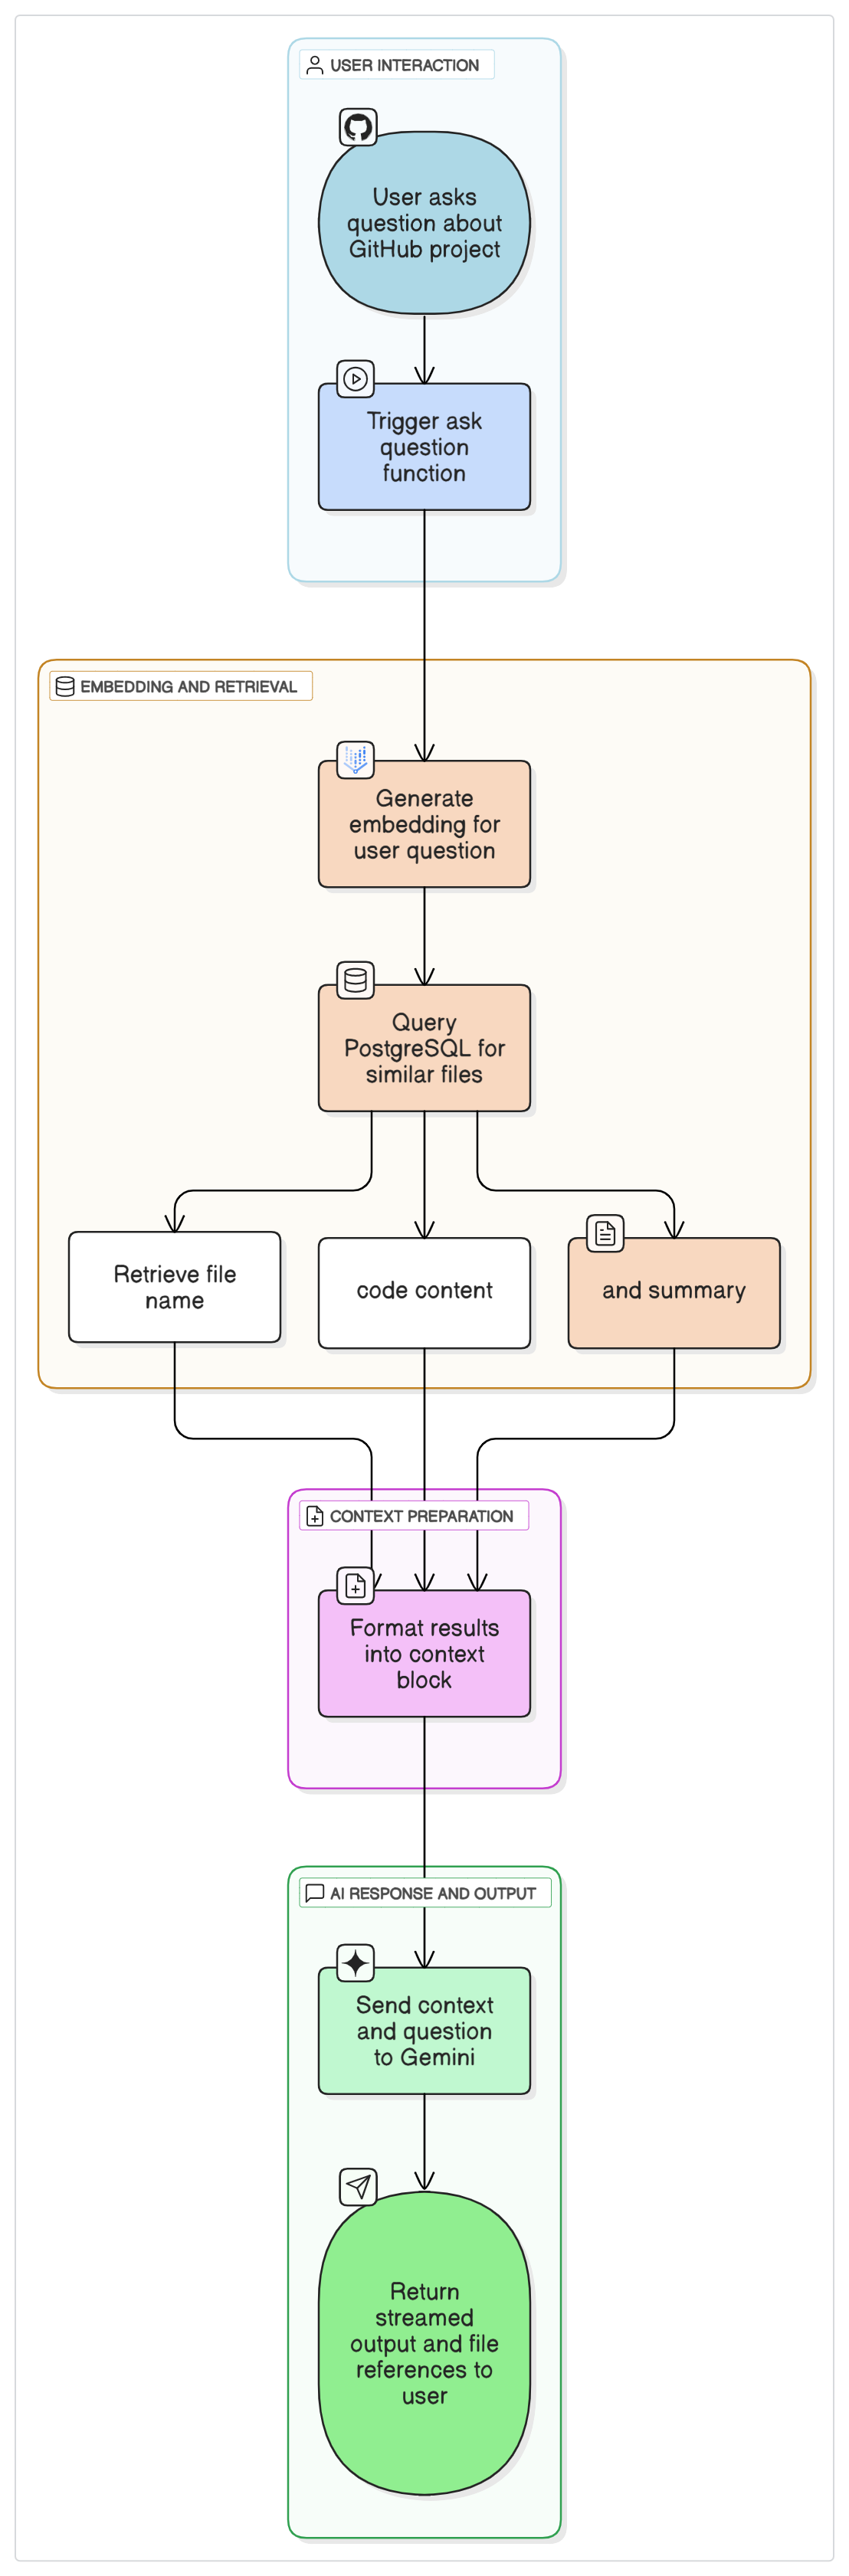 USER INTERACTION
User asks
question about
GitHub project
Trigger ask
question
function
EMBEDDING AND RETRIEVAL
Generate
embedding for
user question
Query
PostgreSQL for
similar files
Retrieve file
name
code content
and summary
CONTEXT PREPARATION
Format results
into context
block
AI RESPONSE AND OUTPUT
Send context
and question
to Gemini
Return
streamed
output and file
references to
user